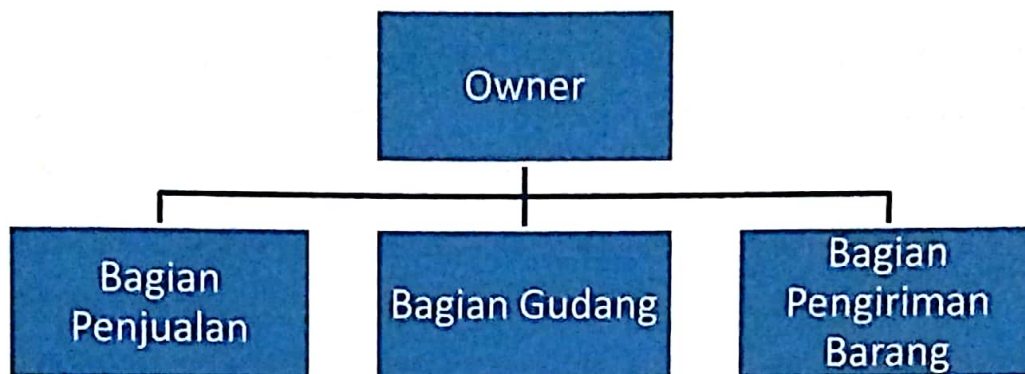 Owner
Bagian
Penjualan
Bagian Gudang
Bagian
Pengiriman
Barang